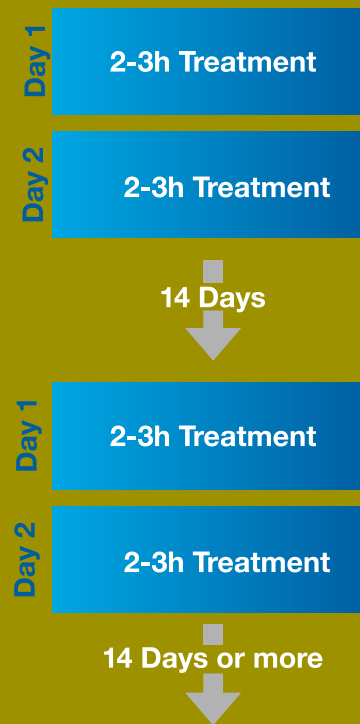 Day 1
2-3h Treatment
Day 2
2-3h Treatment
14 Days
Day 1
2-3h Treatment
Day 2
2-3h Treatment
14 Days or more